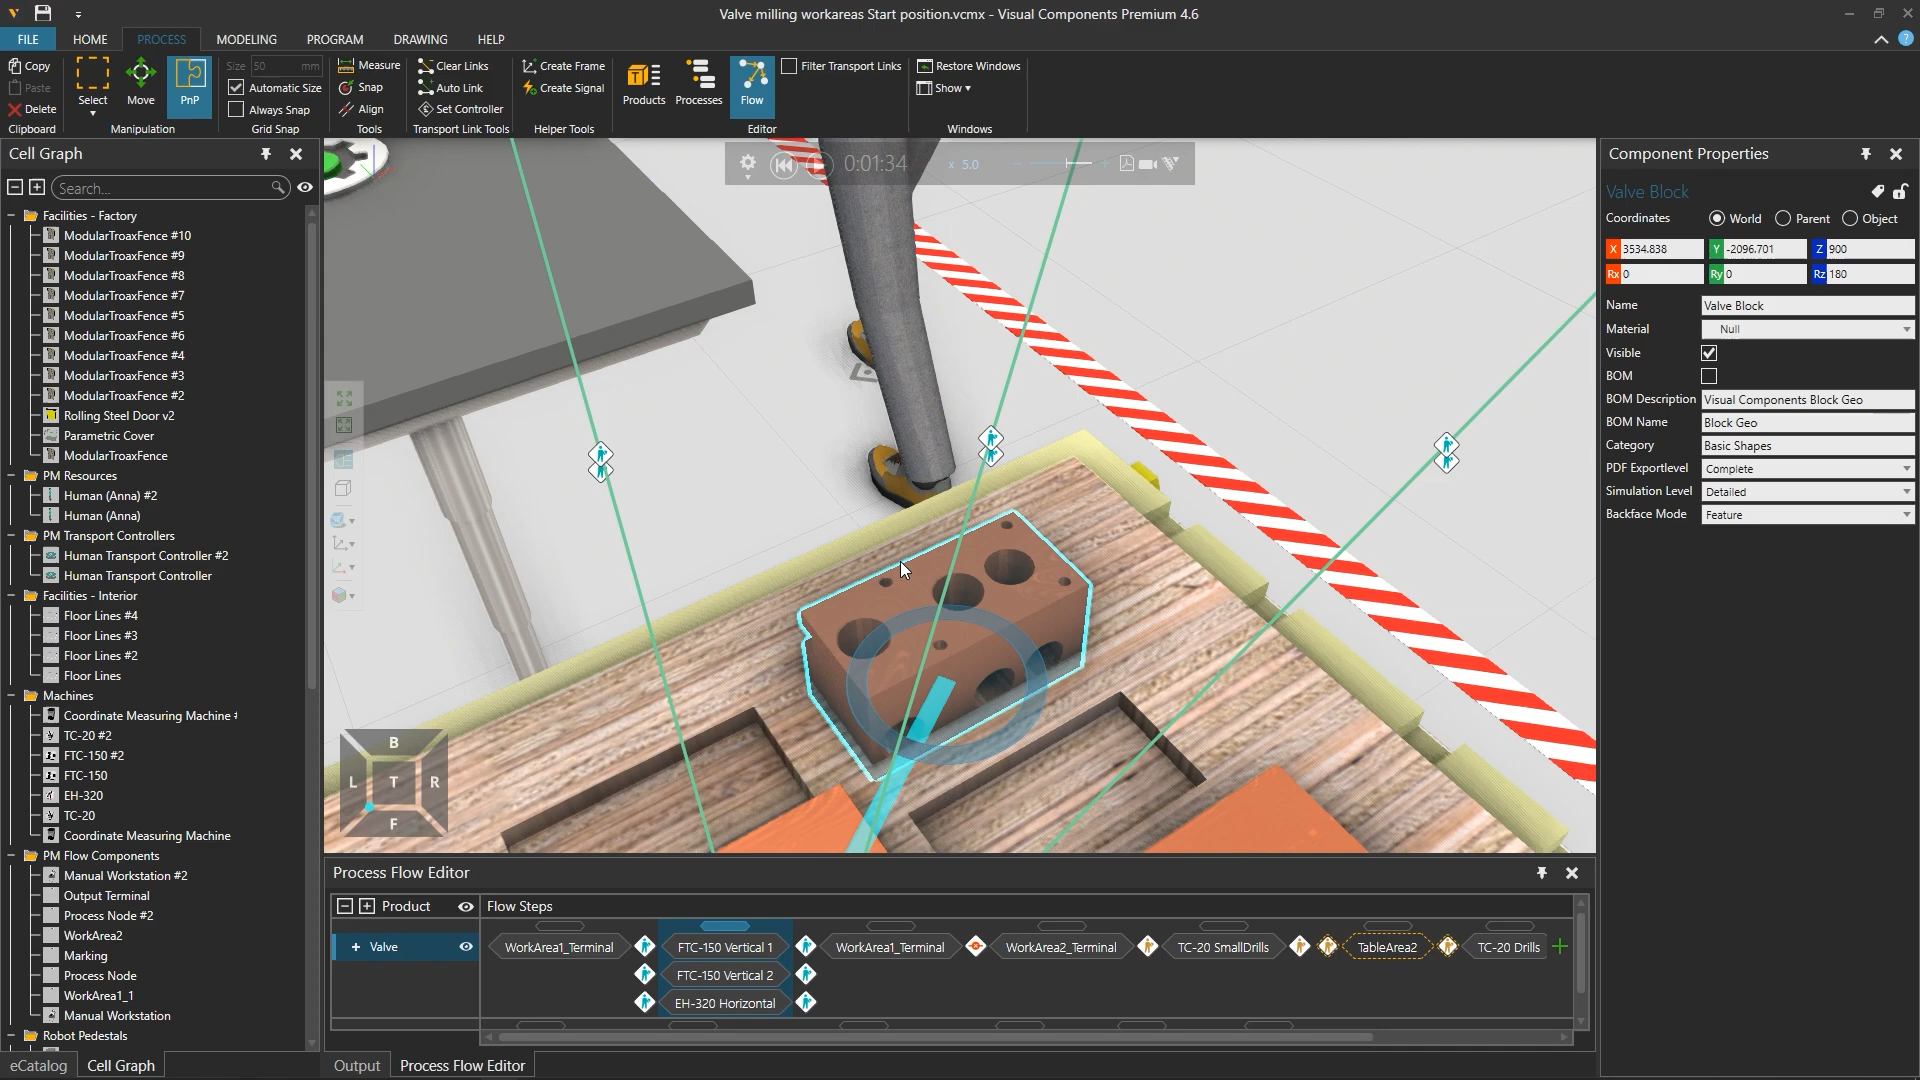 Valve milling workareas Start position.vcmx - Visual Components Premium 4.6
FILE HOME PROCESS MODELING PROGRAM DRAWING HELP
Copy
Paste
Delete
Clipboard
Select
Move
PnP
Manipulation
Size 50 mm
Automatic Size
Always Snap
Grid Snap
Measure
Snap
Align
Tools
Clear Links
Auto Link
Set Controller
Transport Link Tools
Create Frame
Create Signal
Helper Tools
Products
Processes
Flow
Filter Transport Links
Editor
Restore Windows
Show
Windows
Cell Graph
Search...
Facilities - Factory
ModularTroaxFence #10
ModularTroaxFence #9
ModularTroaxFence #8
ModularTroaxFence #7
ModularTroaxFence #5
ModularTroaxFence #6
ModularTroaxFence #4
ModularTroaxFence #3
ModularTroaxFence #2
Rolling Steel Door v2
Parametric Cover
ModularTroaxFence
PM Resources
Human (Anna) #2
Human (Anna)
PM Transport Controllers
Human Transport Controller #2
Human Transport Controller
Facilities - Interior
Floor Lines #4
Floor Lines #3
Floor Lines #2
Floor Lines
Machines
Coordinate Measuring Machine
TC-20 #2
FTC-150 #2
FTC-150
EH-320
TC-20
Coordinate Measuring Machine
PM Flow Components
Manual Workstation #2
Output Terminal
Process Node #2
WorkArea2
Marking
Process Node
WorkArea1_1
Manual Workstation
Robot Pedestals
eCatalog Cell Graph
0:01:34 x 5.0
B
L T R
F
Process Flow Editor
Product Flow Steps
Valve WorkArea1_Terminal FTC-150 Vertical 1 WorkArea1_Terminal WorkArea2_Terminal TC-20 SmallDrills TableArea2 TC-20 Drills
FTC-150 Vertical 2
EH-320 Horizontal
Output Process Flow Editor
Component Properties
Valve Block
Coordinates World Parent Object
X 3534.838 Y -2096.701 Z 900
Rx 0 Ry 0 Rz 180
Name Valve Block
Material Null
Visible
BOM
BOM Description Visual Components Block Geo
BOM Name Block Geo
Category Basic Shapes
PDF Exportlevel Complete
Simulation Level Detailed
Backface Mode Feature